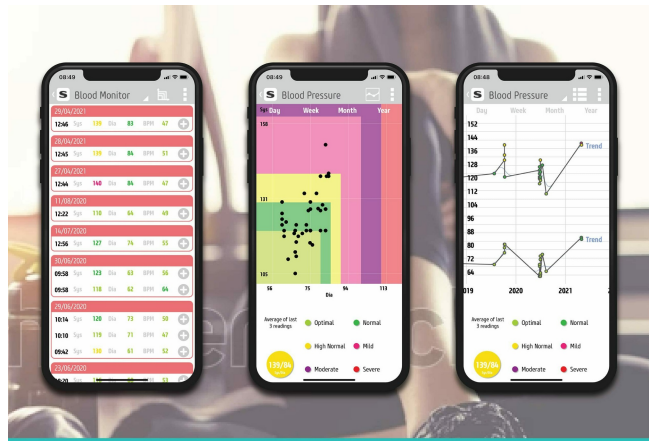 08:49
S Blood Monitor
29/04/2021
12:46 Sys 139 Dia 83 BPM 47
28/04/2021
12:45 Sys 139 Dia 84 BPM 51
27/04/2021
12:44 Sys 140 Dia 84 BPM 47
11/08/2020
12:22 Sys 110 Dia 64 BPM 49
14/07/2020
12:56 Sys 127 Dia 74 BPM 55
30/06/2020
09:58 Sys 123 Dia 63 BPM 56
09:58 Sys 118 Dia 62 BPM 64
29/06/2020
10:14 Sys 120 Dia 73 BPM 50
10:10 Sys 119 Dia 71 BPM 47
09:42 Sys 130 Dia 61 BPM 52
23/06/2020
08:49
S Blood Pressure
Sys Day Week Month Year
158
131
105
56 75 94 113
Dia
Average of last
3 readings
Optimal Normal
High Normal Mild
139/84
Moderate Severe
08:48
S Blood Pressure
Day Week Month Year
152
144
136 Trend
128
120
112
104
96
88
80 Trend
72
64
019 2020 2021
Average of last
3 readings
Optimal Normal
High Normal Mild
139/84
Moderate Severe